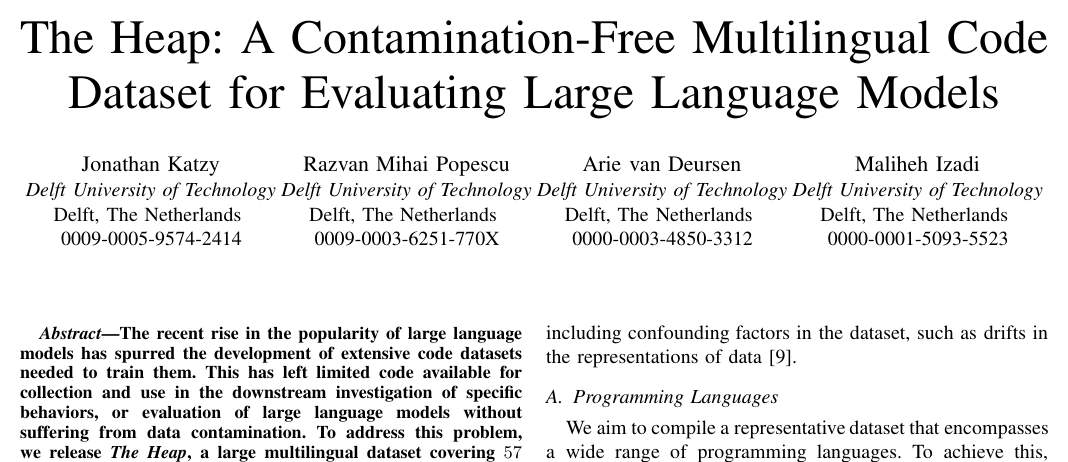 The Heap: A Contamination-Free Multilingual Code
Dataset for Evaluating Large Language Models
Jonathan Katzy
Delft University of Technology
Delft, The Netherlands
0009-0005-9574-2414
Razvan Mihai Popescu
Delft University of Technology
Delft, The Netherlands
0009-0003-6251-770X
Arie van Deursen
Delft University of Technology
Delft, The Netherlands
0000-0003-4850-3312
Maliheh Izadi
Delft University of Technology
Delft, The Netherlands
0000-0001-5093-5523
Abstract—The recent rise in the popularity of large language
models has spurred the development of extensive code datasets
needed to train them. This has left limited code available for
collection and use in the downstream investigation of specific
behaviors, or evaluation of large language models without
suffering from data contamination. To address this problem,
we release The Heap, a large multilingual dataset covering 57
including confounding factors in the dataset, such as drifts in
the representations of data [9].
A. Programming Languages
We aim to compile a representative dataset that encompasses
a wide range of programming languages. To achieve this,